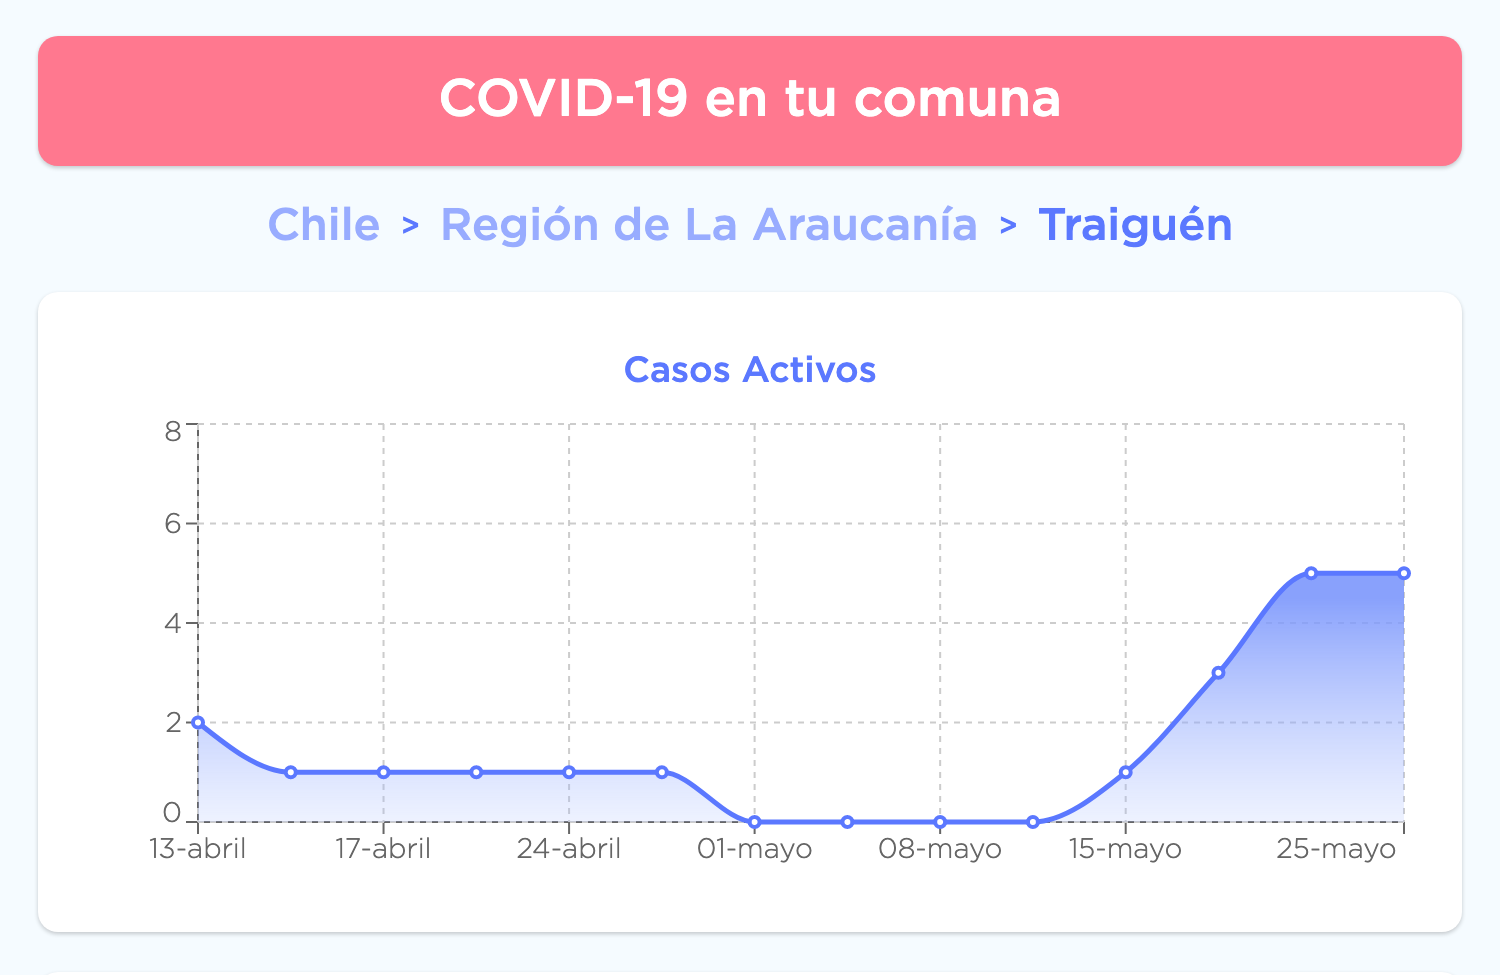 COVID-19 en tu comuna
Chile > Región de La Araucanía > Traiguén
Casos Activos
8
6
4
2
0
13-abril 17-abril 24-abril 01-mayo 08-mayo 15-mayo 25-mayo